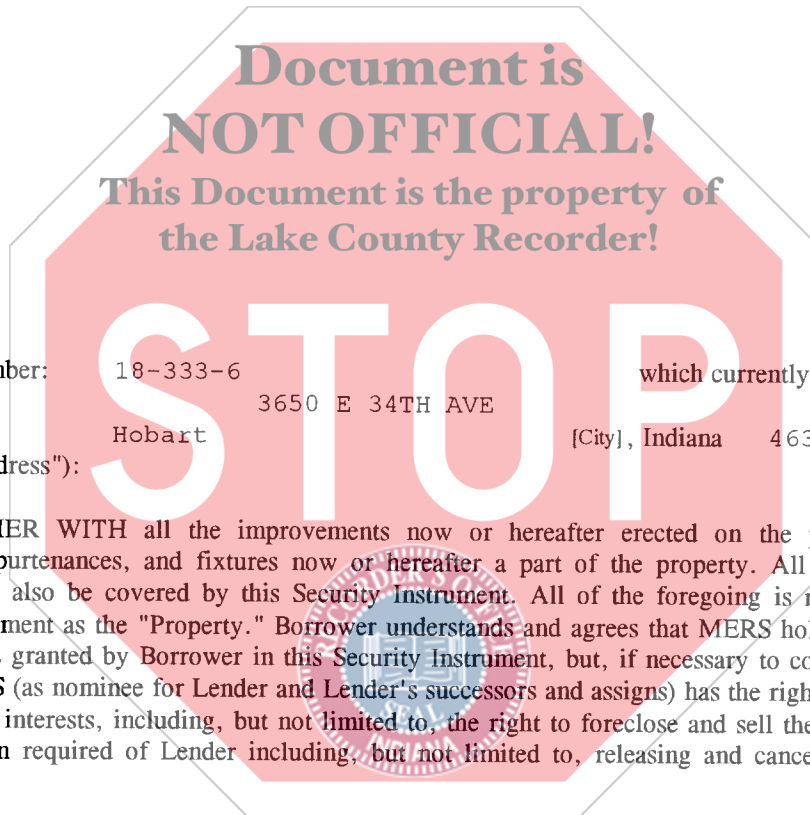 Document is
NOT OFFICIAL!
This Document is the property of
the Lake County Recorder!
STOP
nber: 18-333-6 which currently
3650 E 34TH AVE
Hobart [City], Indiana 463
dress"):
IER WITH all the improvements now or hereafter erected on the
purtenances, and fixtures now or hereafter a part of the property. All
also be covered by this Security Instrument. All of the foregoing is
ment as the "Property." Borrower understands and agrees that MERS hol
granted by Borrower in this Security Instrument, but, if necessary to co
S (as nominee for Lender and Lender's successors and assigns) has the righ
interests, including, but not limited to, the right to foreclose and sell the
n required of Lender including, but not limited to, releasing and cance
RECORDER'S OFFICE
SEAL